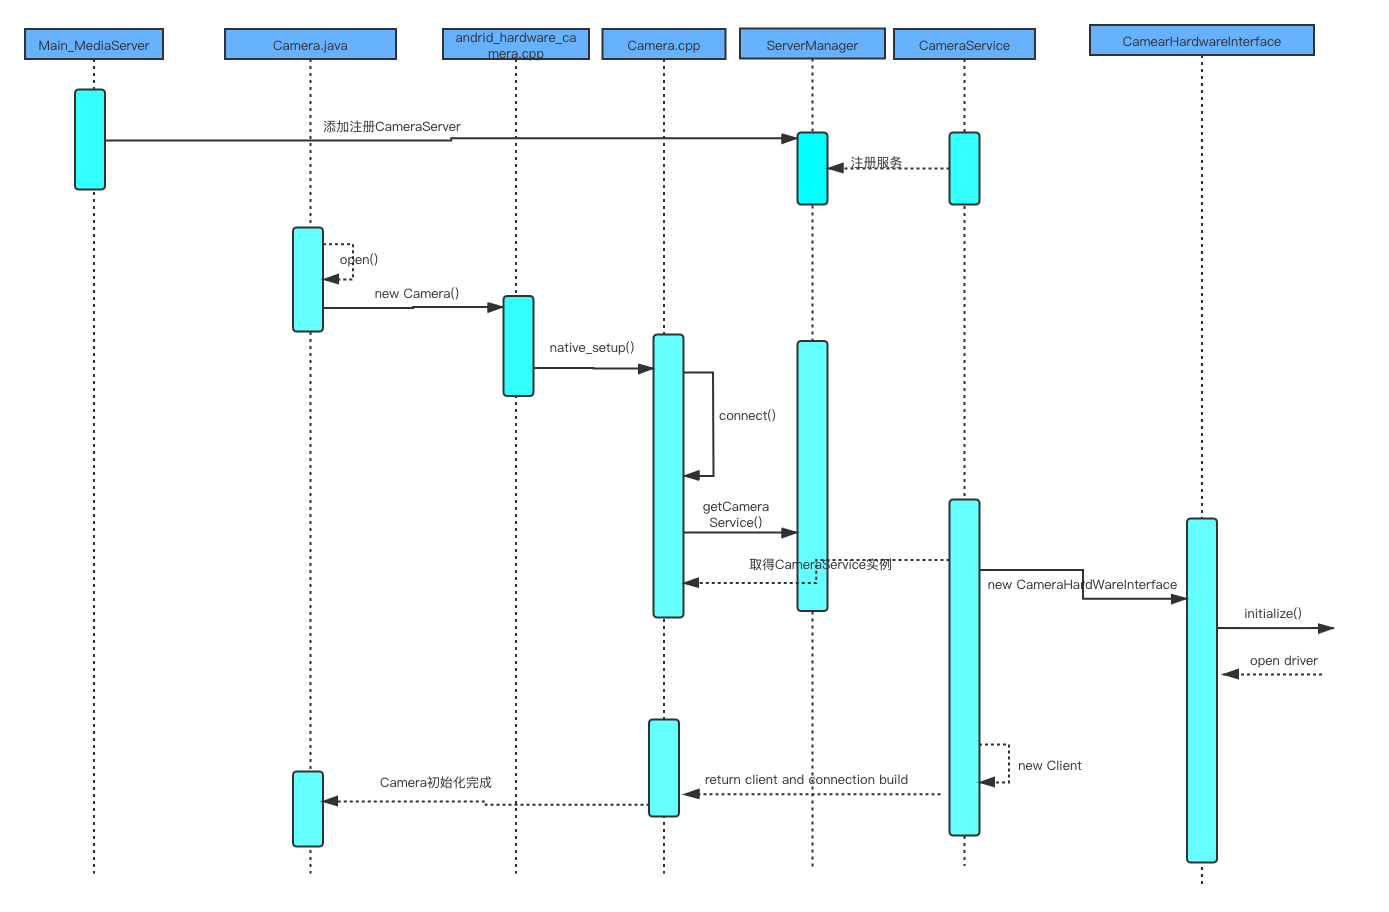 Main_MediaServer
Camera.java
andrid_hardware_ca
mera.cpp
Camera.cpp
ServerManager
CameraService
CamearHardwareInterface
添加注册CameraServer
注册服务
open()
new Camera()
native_setup()
connect()
getCamera
Service()
取得CameraService实例
new CameraHardWareInterface
initialize()
open driver
new Client
return client and connection build
Camera初始化完成